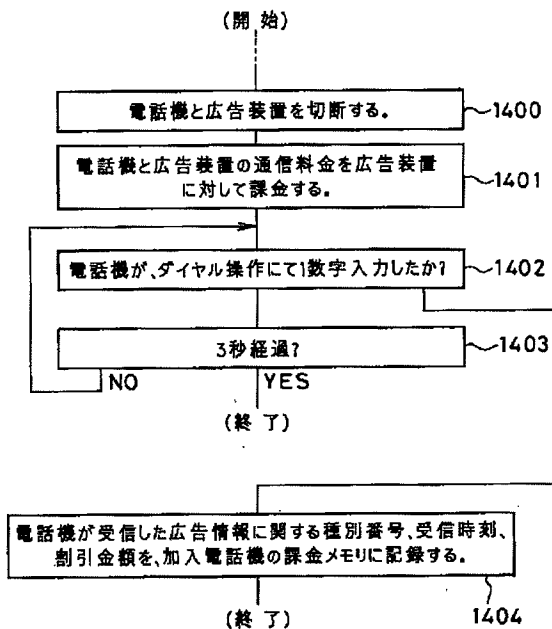 (開始)
電話機と広告装置を切断する。
1400
電話機と広告装置の通信料金を広告装置
に対して課金する。
1401
電話機が、ダイヤル操作にて1数字入力したか?
1402
3秒経過?
1403
NO
YES
(終了)
電話機が受信した広告情報に関する種別番号、受信時刻、
割引金額を、加入電話機の課金メモリに記録する。
(終了)
1404